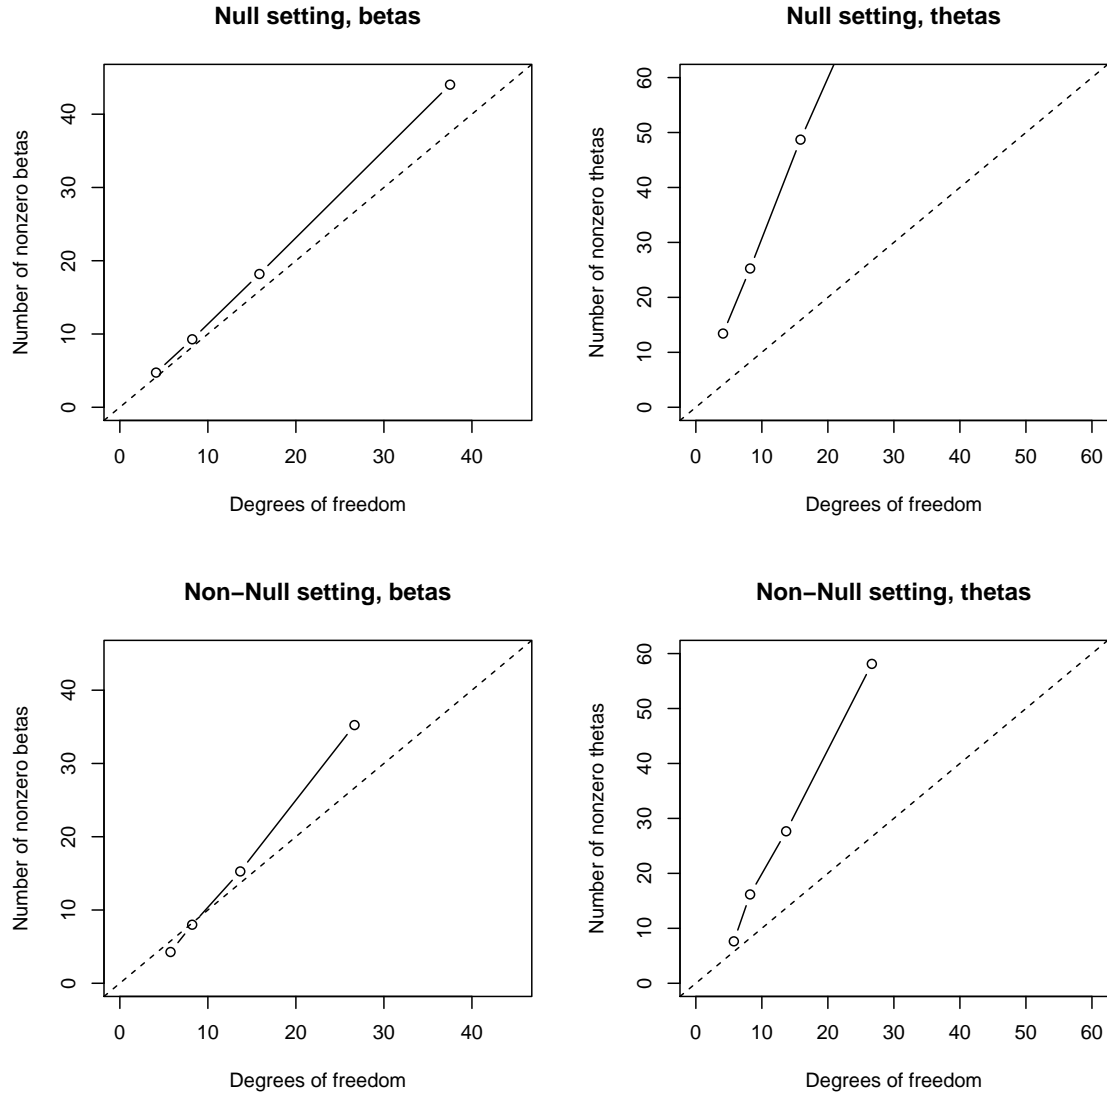 Null setting, betas
Number of nonzero betas
0 10 20 30 40
0 10 20 30 40
Degrees of freedom
Null setting, thetas
Number of nonzero thetas
0 10 20 30 40 50 60
0 10 20 30 40 50 60
Degrees of freedom
Non−Null setting, betas
Number of nonzero betas
0 10 20 30 40
0 10 20 30 40
Degrees of freedom
Non−Null setting, thetas
Number of nonzero thetas
0 10 20 30 40 50 60
0 10 20 30 40 50 60
Degrees of freedom